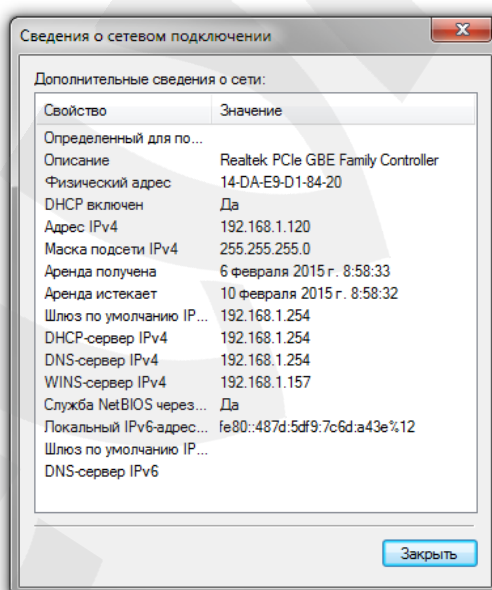 Сведения о сетевом подключении
Дополнительные сведения о сети:
Свойство Значение
Определенный для по...
Описание Realtek PCIe GBE Family Controller
Физический адрес 14-DA-E9-D1-84-20
DHCP включен Да
Адрес IPv4 192.168.1.120
Маска подсети IPv4 255.255.255.0
Аренда получена 6 февраля 2015 г. 8:58:33
Аренда истекает 10 февраля 2015 г. 8:58:32
Шлюз по умолчанию IP... 192.168.1.254
DHCP-сервер IPv4 192.168.1.254
DNS-сервер IPv4 192.168.1.254
WINS-сервер IPv4 192.168.1.157
Служба NetBIOS через... Да
Локальный IPv6-адрес... fe80::487d:5df9:7c6d:a43e%12
Шлюз по умолчанию IP...
DNS-сервер IPv6
Закрыть